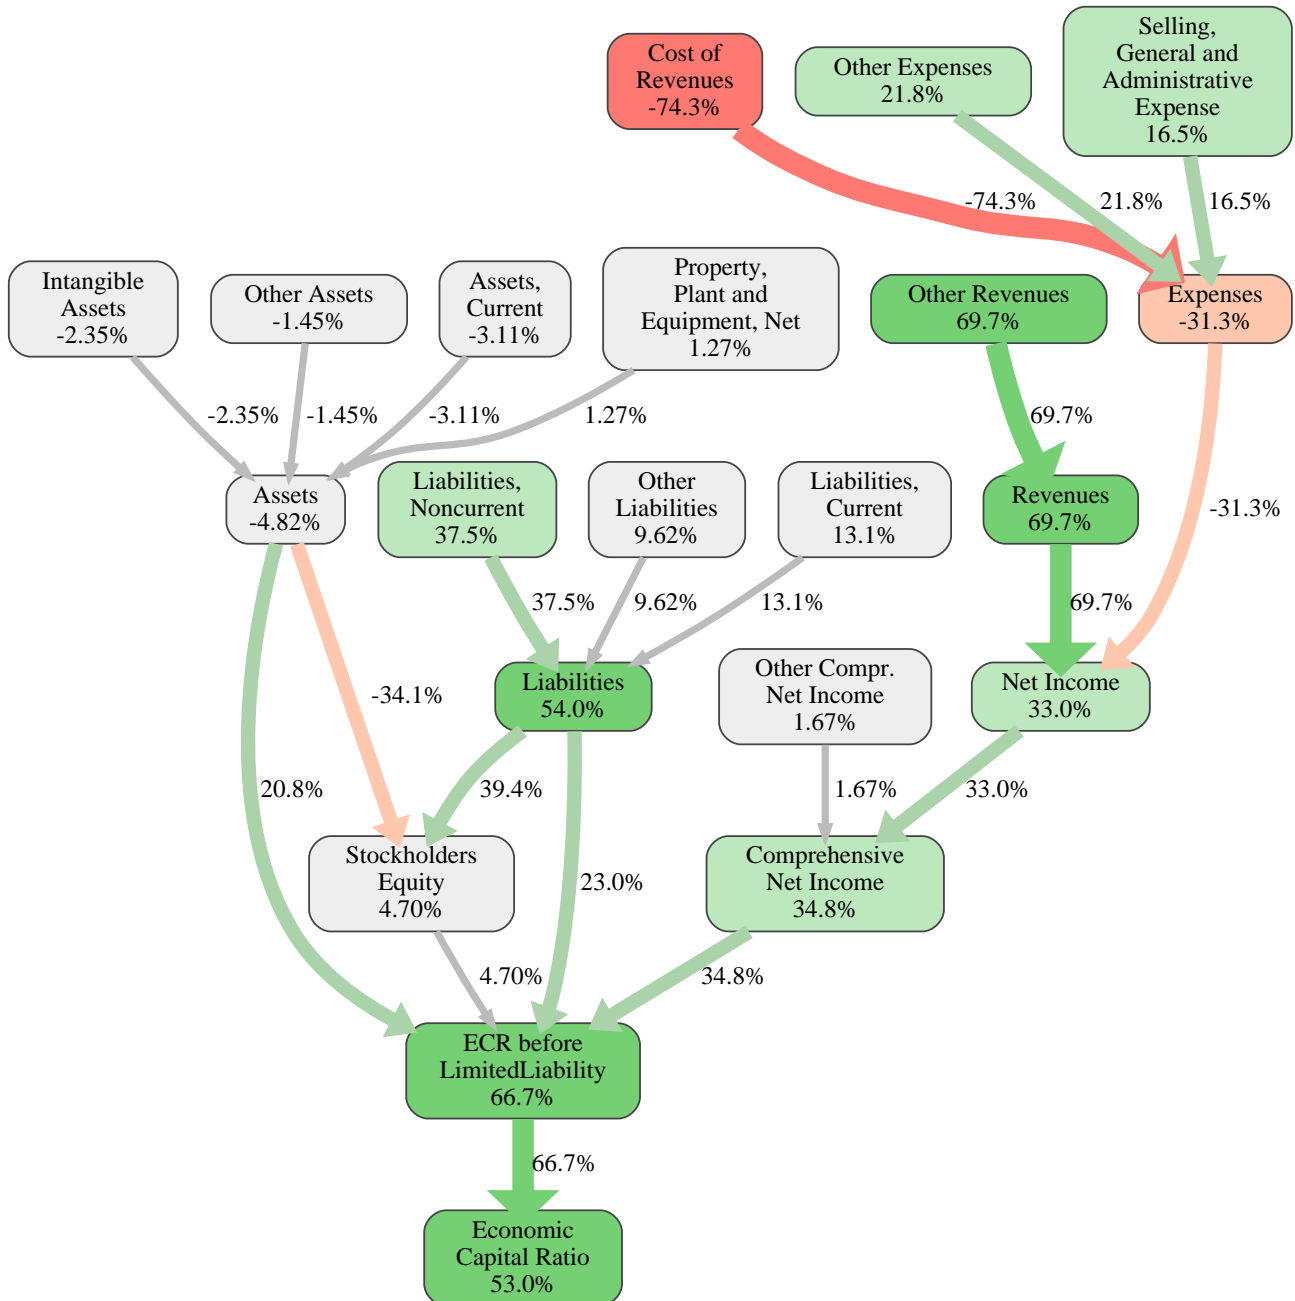 Cost of
Revenues
-74.3%
Other Expenses
21.8%
Selling,
General and
Administrative
Expense
16.5%
-74.3%
21.8%
16.5%
Intangible
Assets
-2.35%
Other Assets
-1.45%
Assets,
Current
-3.11%
Property,
Plant and
Equipment, Net
1.27%
Other Revenues
69.7%
Expenses
-31.3%
-2.35%
-1.45%
-3.11%
1.27%
69.7%
Assets
-4.82%
Liabilities,
Noncurrent
37.5%
Other
Liabilities
9.62%
Liabilities,
Current
13.1%
Revenues
69.7%
-31.3%
37.5%
9.62%
13.1%
69.7%
-34.1%
Liabilities
54.0%
Other Compr.
Net Income
1.67%
Net Income
33.0%
20.8%
39.4%
1.67%
33.0%
Stockholders
Equity
4.70%
23.0%
Comprehensive
Net Income
34.8%
4.70%
34.8%
ECR before
LimitedLiability
66.7%
66.7%
Economic
Capital Ratio
53.0%